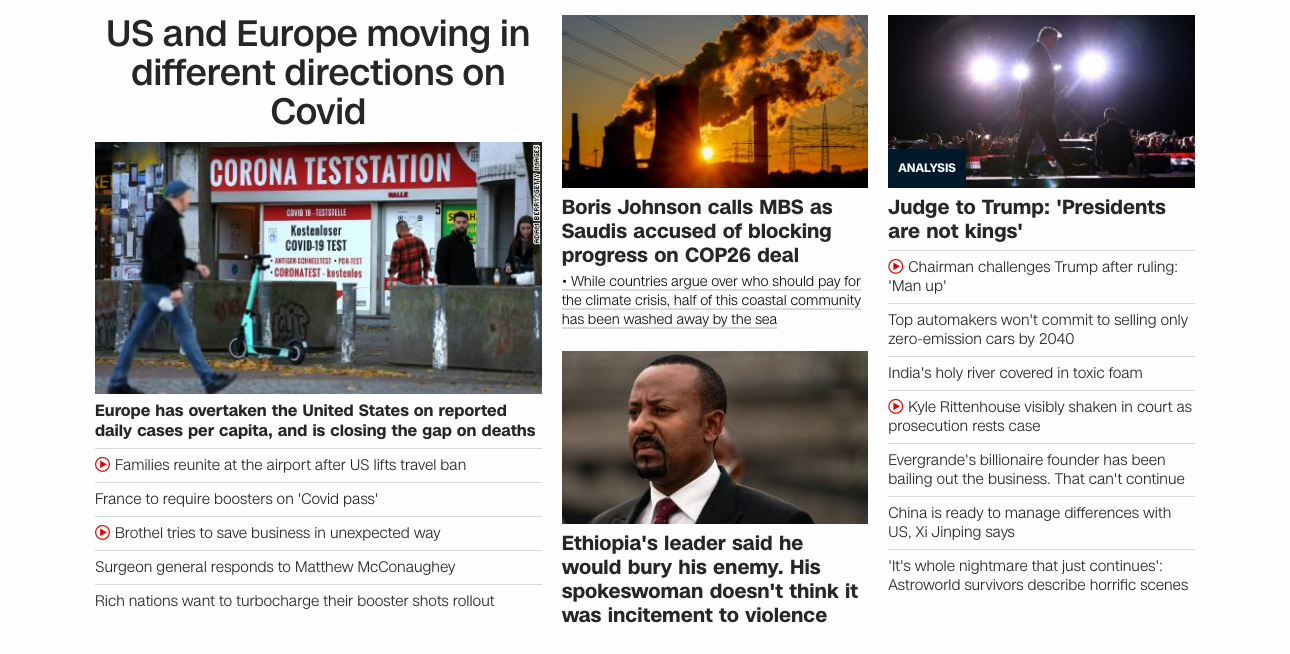 US and Europe moving in
different directions on
Covid
CORONA TESTSTATION
HALLE
COVID 19 - TESTSTELLE
Kostenloser
COVID-19 TEST
• ANTIGEN-SCHNELLTEST • PCR-TEST
• CORONATEST - kostenlos
5
ADAM BERRY/GETTY IMAGES
Europe has overtaken the United States on reported
daily cases per capita, and is closing the gap on deaths
Families reunite at the airport after US lifts travel ban
France to require boosters on 'Covid pass'
Brothel tries to save business in unexpected way
Surgeon general responds to Matthew McConaughey
Rich nations want to turbocharge their booster shots rollout
Boris Johnson calls MBS as
Saudis accused of blocking
progress on COP26 deal
• While countries argue over who should pay for
the climate crisis, half of this coastal community
has been washed away by the sea
Ethiopia's leader said he
would bury his enemy. His
spokeswoman doesn't think it
was incitement to violence
ANALYSIS
Judge to Trump: 'Presidents
are not kings'
Chairman challenges Trump after ruling:
'Man up'
Top automakers won't commit to selling only
zero-emission cars by 2040
India's holy river covered in toxic foam
Kyle Rittenhouse visibly shaken in court as
prosecution rests case
Evergrande's billionaire founder has been
bailing out the business. That can't continue
China is ready to manage differences with
US, Xi Jinping says
'It's whole nightmare that just continues':
Astroworld survivors describe horrific scenes